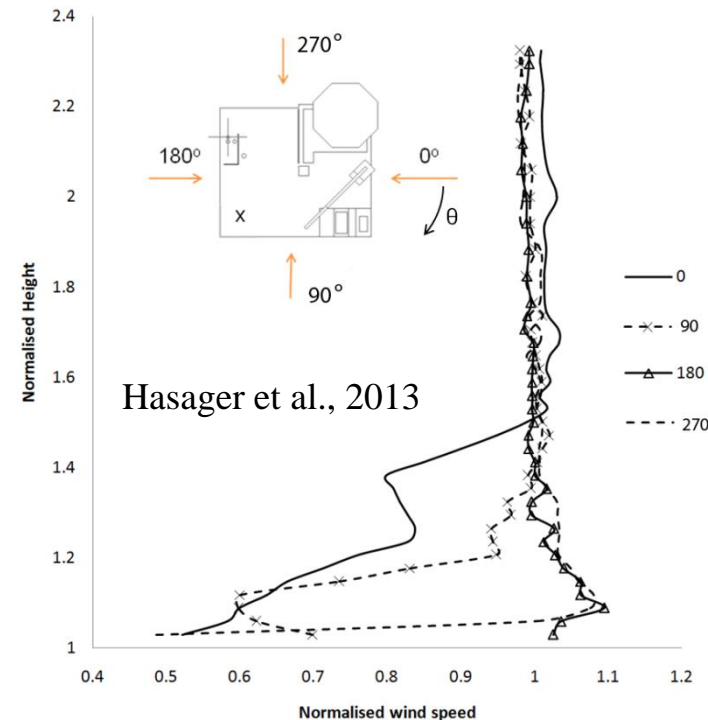 2.4
2.2
2
1.8
1.6
1.4
1.2
1
Normalised Height
270°
180°
0°
θ
X
90°
Hasager et al., 2013
0
90
180
270
0.4 0.5 0.6 0.7 0.8 0.9 1 1.1 1.2
Normalised wind speed